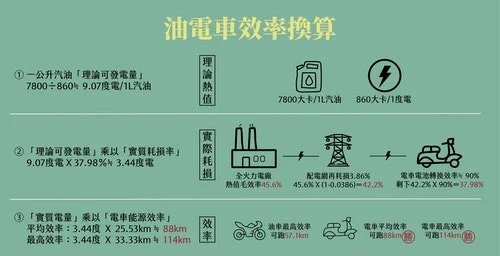 油電車效率換算
① 一公升汽油「理論可發電量」
7800÷860≒ 9.07度電/1L汽油
理論熱值
7800大卡/1L汽油
860大卡/1度電
② 「理論可發電量」乘以「實質耗損率」
9.07度電 X 37.98%≒ 3.44度電
實際耗損
全火力電廠
熱值毛效率45.6%
配電網再耗損3.86%
45.6% X (1-0.0386)=42.2%
電車電池轉換效率≒ 90%
剩下42.2% X 90%=37.98%
③ 「實質電量」乘以「電車能源效率」
平均效率：3.44度 X 25.53km≒ 88km
最高效率：3.44度 X 33.33km≒ 114km
效率
油車最高效率
可跑57.1km
電車平均效率
可跑88km 勝
電車最高效率
可跑114km 勝